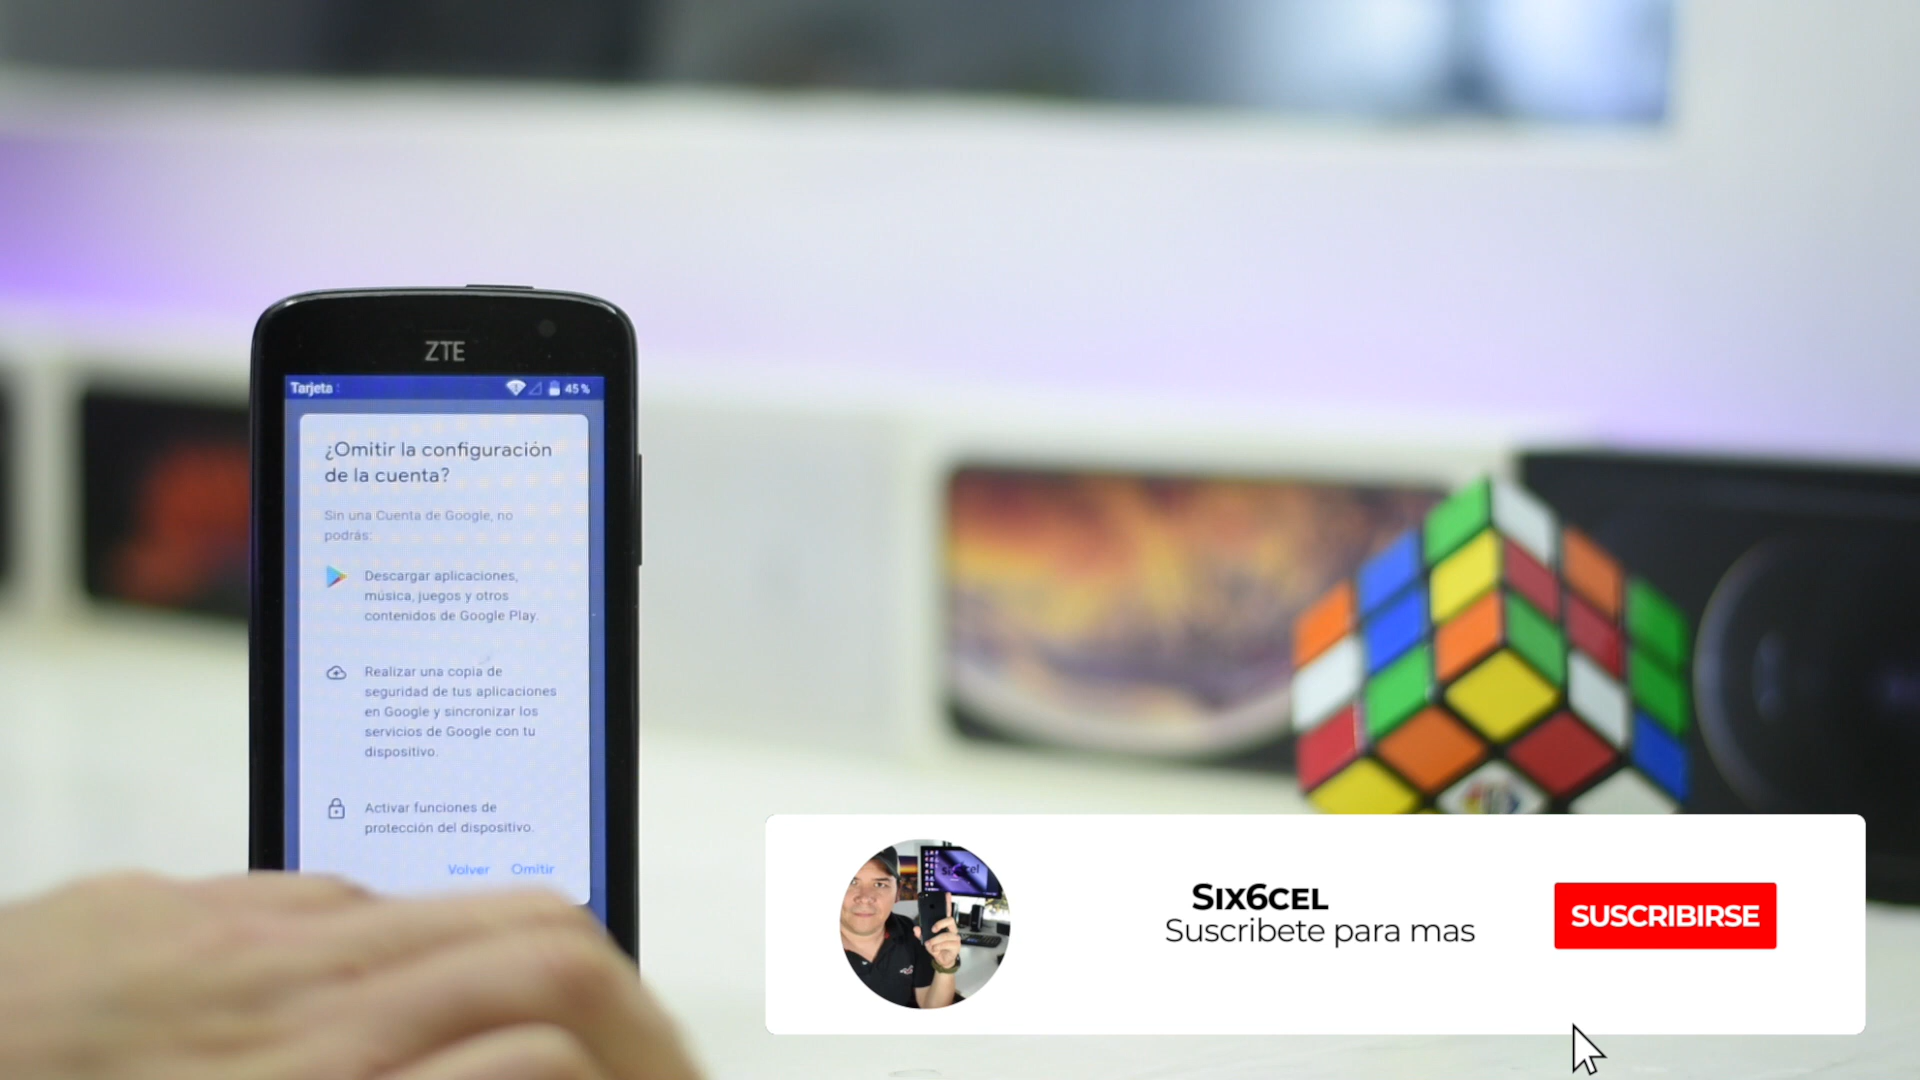 ZTE
Tarjeta
45%
¿Omitir la configuración
de la cuenta?
Sin una Cuenta de Google, no
podrás:
Descargar aplicaciones,
música, juegos y otros
contenidos de Google Play.
Realizar una copia de
seguridad de tus aplicaciones
en Google y sincronizar los
servicios de Google con tu
dispositivo.
Activar funciones de
protección del dispositivo.
Volver Omitir
SIX6CEL
Suscribete para mas
SUSCRIBIRSE